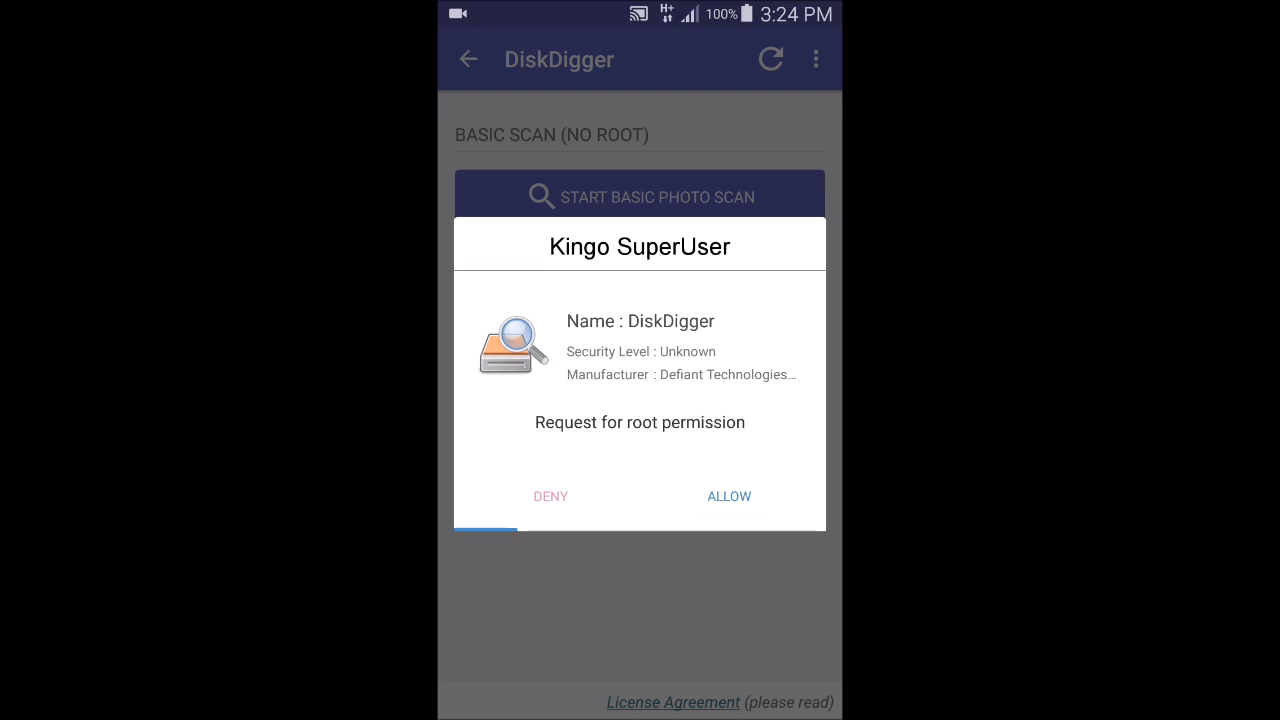 H+ 100% 3:24 PM
DiskDigger
BASIC SCAN (NO ROOT)
START BASIC PHOTO SCAN
Kingo SuperUser
Name : DiskDigger
Security Level : Unknown
Manufacturer : Defiant Technologies...
Request for root permission
DENY ALLOW
License Agreement (please read)